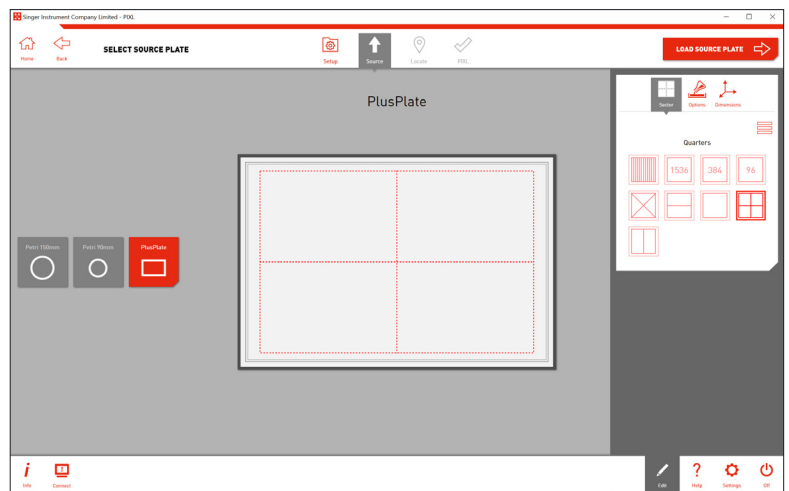 Singer Instrument Company Limited - PIXL
Home
Back
SELECT SOURCE PLATE
Setup
Source
Locate
PIXL
LOAD SOURCE PLATE
PlusPlate
Sector
Options
Dimensions
Quarters
1536
384
96
Petri 150mm
Petri 90mm
PlusPlate
i
Info
Connect
Edit
?
Help
Settings
Off